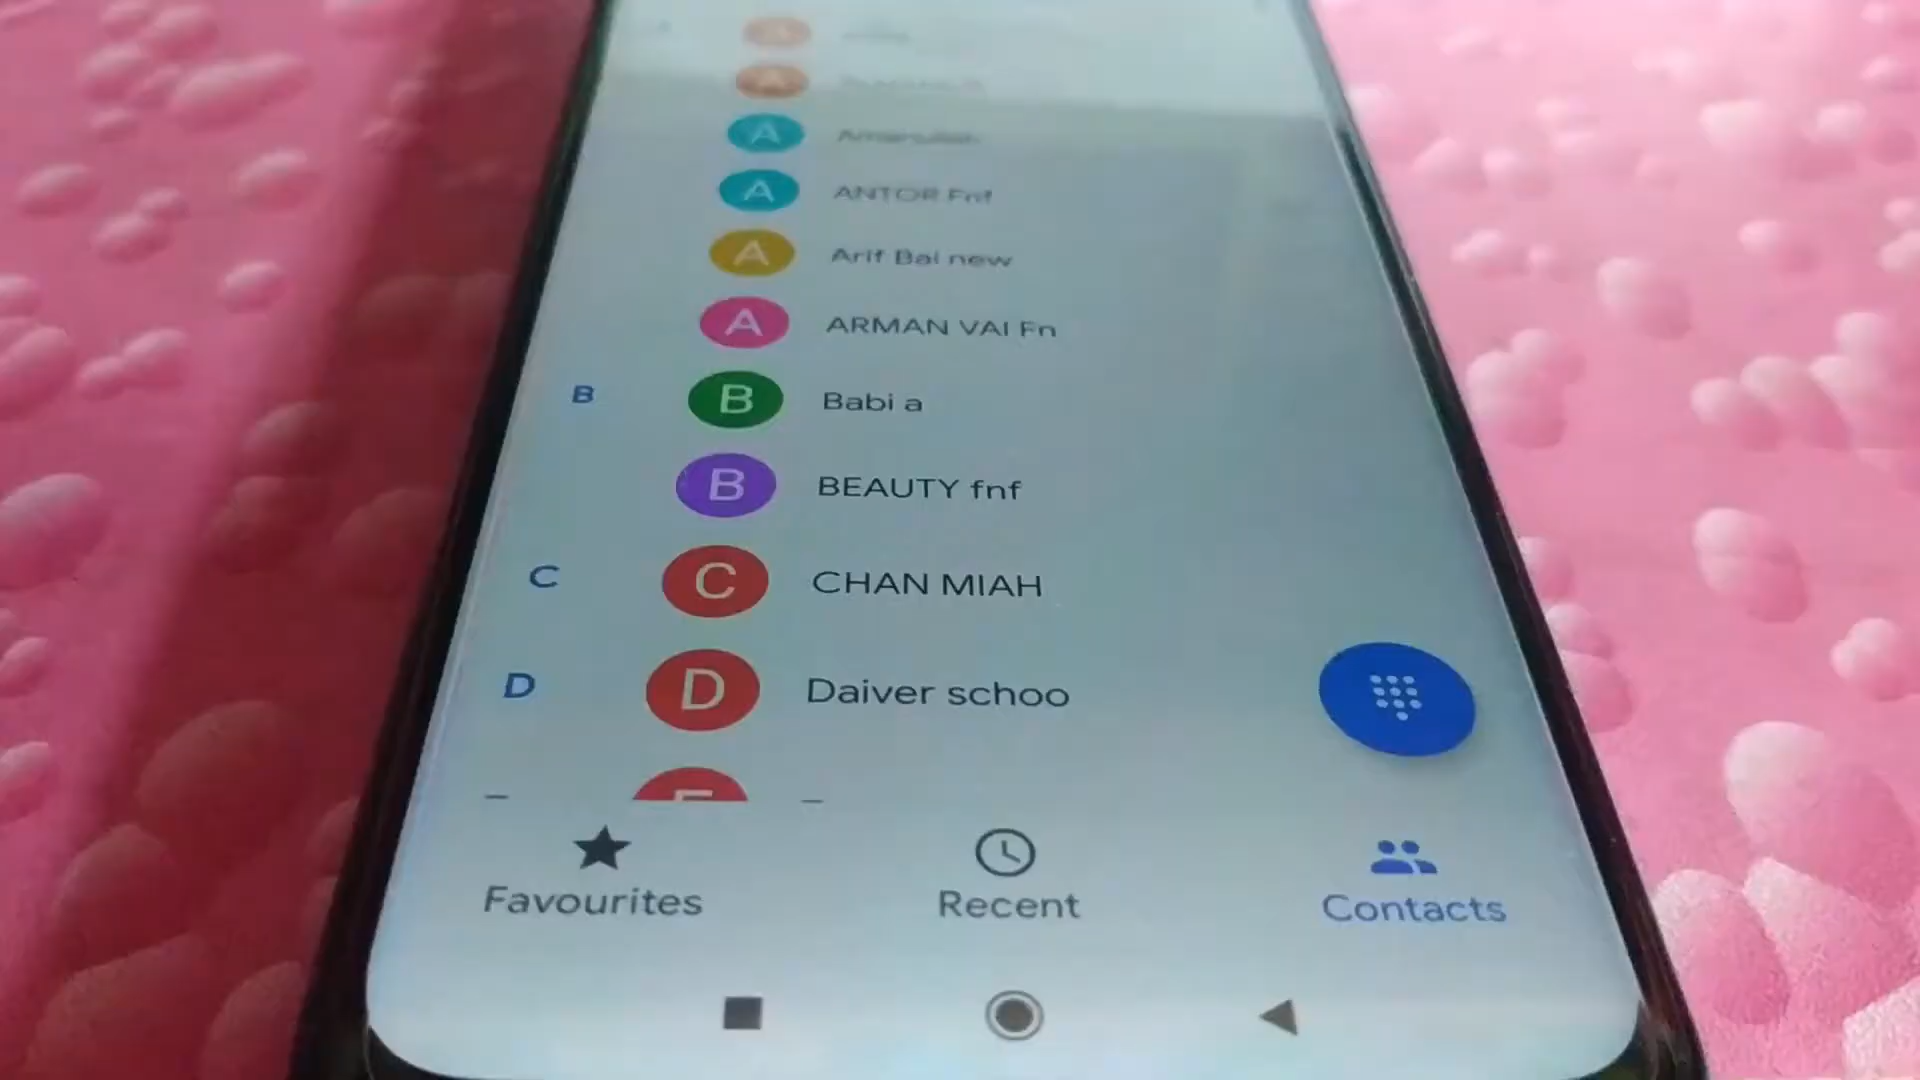 A
A
A
A ANTOR Fnf
A Arif Bai new
A ARMAN VAI Fn
B B Babi a
B BEAUTY fnf
C C CHAN MIAH
D D Daiver schoo
Favourites Recent Contacts